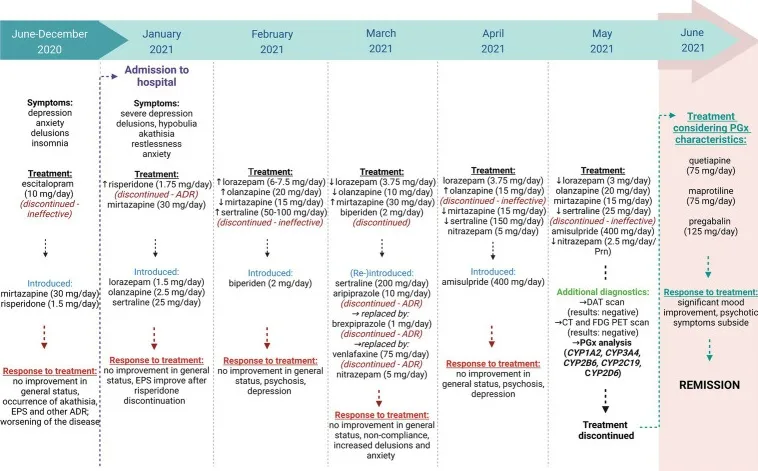 June-December
2020
January
2021
February
2021
March
2021
April
2021
May
2021
June
2021
Symptoms:
depression
anxiety
delusions
insomnia
Treatment:
escitalopram
(10 mg/day)
(discontinued -
ineffective)
Introduced:
mirtazapine (30 mg/day)
risperidone (1.5 mg/day)
Response to treatment:
no improvement in
general status,
occurrence of akathisia,
EPS and other ADR;
worsening of the disease
Admission to
hospital
Symptoms:
severe depression
delusions, hypobulia
akathisia
restlessness
anxiety
Treatment:
↑risperidone (1.75 mg/day)
(discontinued - ADR)
mirtazapine (30 mg/day)
Introduced:
lorazepam (1.5 mg/day)
olanzapine (2.5 mg/day)
sertraline (25 mg/day)
Response to treatment:
no improvement in general
status, EPS improve after
risperidone
discontinuation
Treatment:
↑lorazepam (6-7.5 mg/day)
↑olanzapine (20 mg/day)
↓mirtazapine (15 mg/day)
↑sertraline (50-100 mg/day)
(discontinued - ineffective)
Introduced:
biperiden (2 mg/day)
Response to treatment:
no improvement in general
status, psychosis,
depression
Treatment:
↓lorazepam (3.75 mg/day)
↓olanzapine (10 mg/day)
↑mirtazapine (30 mg/day)
biperiden (2 mg/day)
(discontinued)
(Re-)introduced:
sertraline (200 mg/day)
aripiprazole (10 mg/day)
(discontinued - ADR)
→ replaced by:
brexpiprazole (1 mg/day)
(discontinued - ADR)
→replaced by:
venlafaxine (75 mg/day)
(discontinued - ADR)
nitrazepam (5 mg/day)
Response to treatment:
no improvement in general
status, non-compliance,
increased delusions and
anxiety
Treatment:
lorazepam (3.75 mg/day)
↑olanzapine (15 mg/day)
(discontinued - ineffective)
↓mirtazapine (15 mg/day)
↓sertraline (150 mg/day)
nitrazepam (5 mg/day)
Introduced:
amisulpride (400 mg/day)
Response to treatment:
no improvement in
general status, psychosis,
depression
Treatment:
↓lorazepam (3 mg/day)
olanzapine (20 mg/day)
mirtazapine (15 mg/day)
↓sertraline (25 mg/day)
(discontinued - ineffective)
amisulpride (400 mg/day)
↓nitrazepam (2.5 mg/day/
Prn)
Additional diagnostics:
→DAT scan
(results: negative)
→CT and FDG PET scan
(results: negative)
→PGx analysis
(CYP1A2, CYP3A4,
CYP2B6, CYP2C19,
CYP2D6)
Treatment
discontinued
Treatment
considering PGx
characteristics:
quetiapine
(75 mg/day)
maprotiline
(75 mg/day)
pregabalin
(125 mg/day)
Response to treatment:
significant mood
improvement, psychotic
symptoms subside
REMISSION